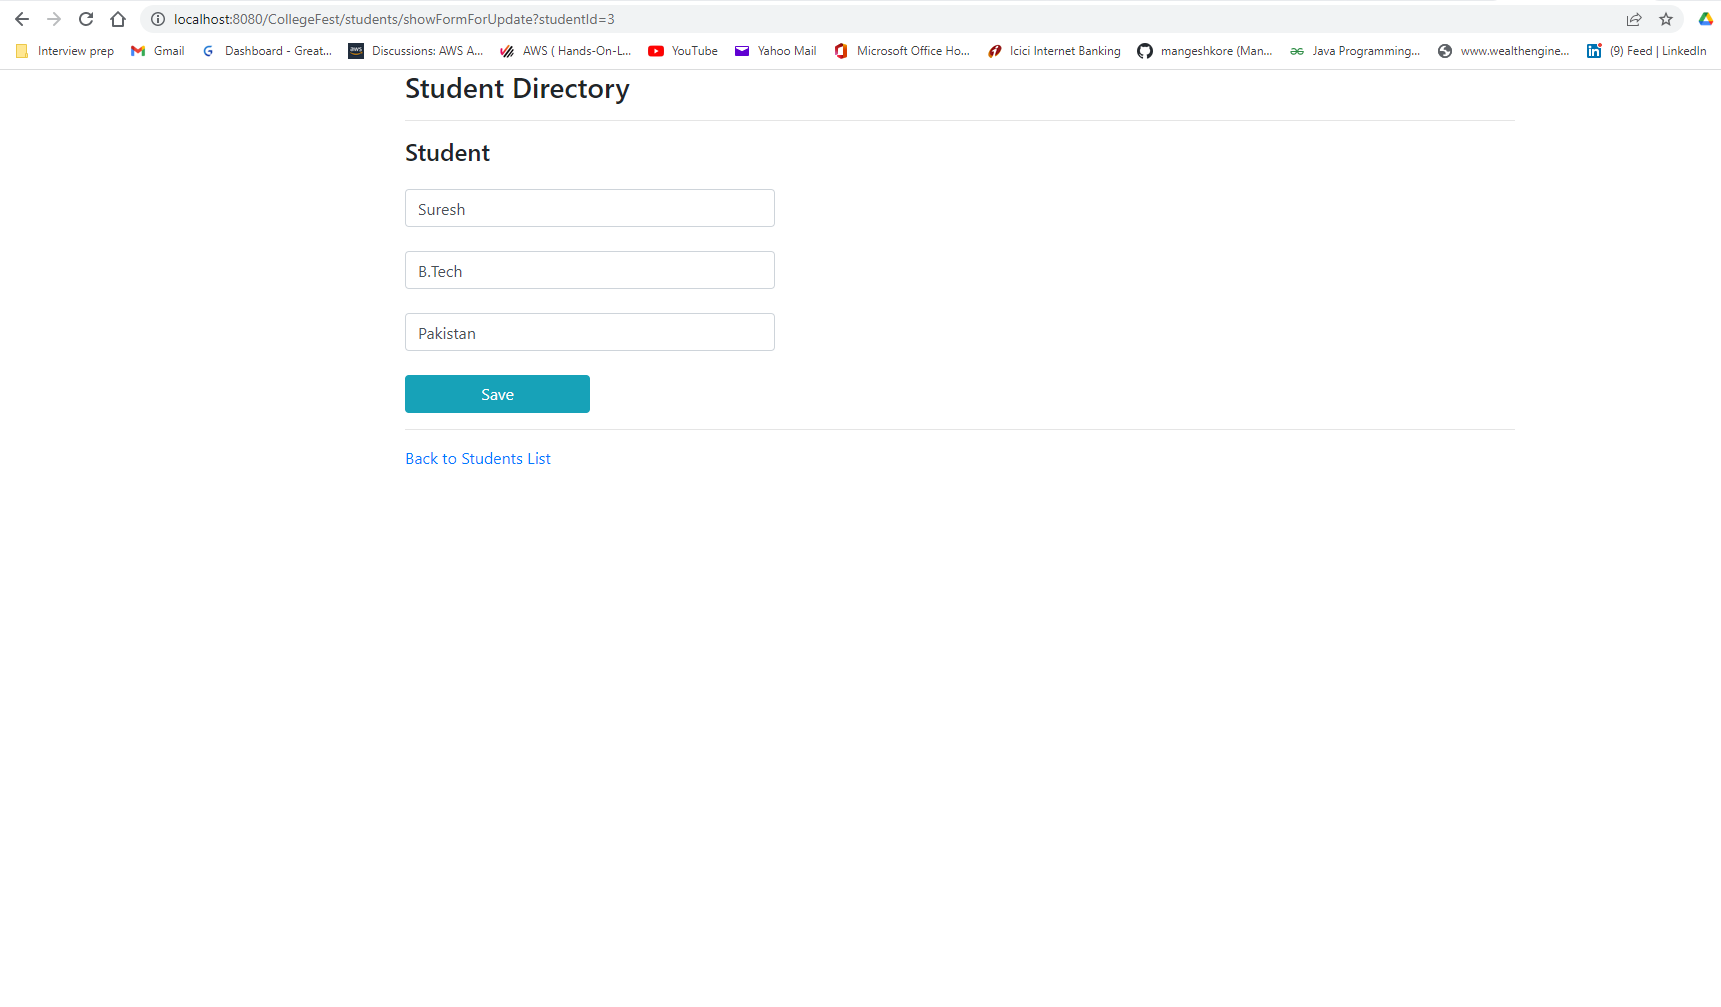 localhost:8080/CollegeFest/students/showFormForUpdate?studentId=3
Interview prep Gmail Dashboard - Great... aws Discussions: AWS A... AWS ( Hands-On-L... YouTube Yahoo Mail Microsoft Office Ho... Icici Internet Banking mangeshkore (Man... Java Programming... www.wealthengine... (9) Feed | LinkedIn
Student Directory
Student
Suresh
B.Tech
Pakistan
Save
Back to Students List